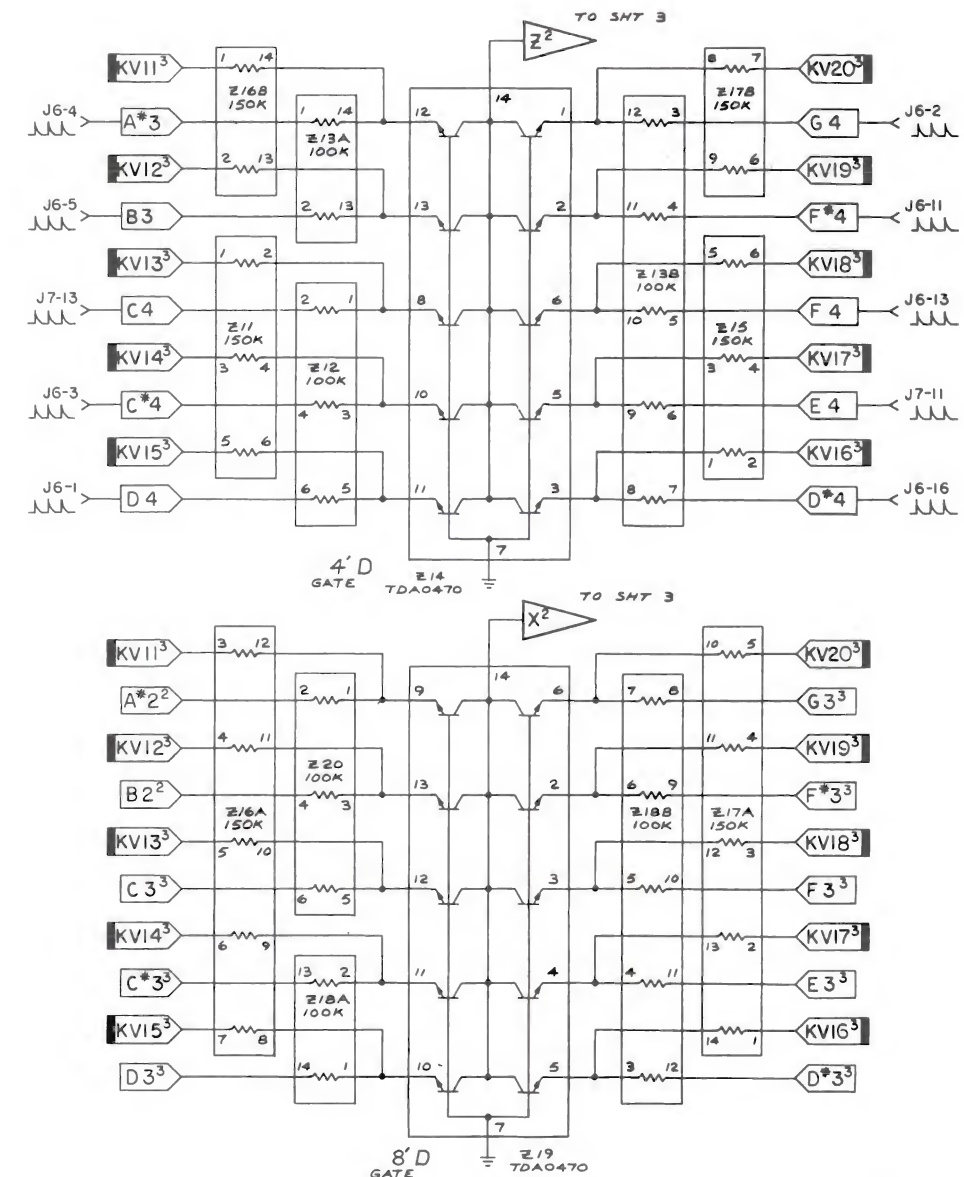 TO SHT 3
Z²
KV11³ 1 14 8 7 KV20³
Z16B 150K 14 Z17B 150K
J6-4 A#3 1 14 12 1 12 3 G4 J6-2
Z13A 100K
KV12³ 2 13 9 6 KV19³
J6-5 B3 2 13 13 2 11 4 F#4 J6-11
KV13³ 1 2 5 6 KV18³
Z13B 100K
J7-13 C4 2 1 8 6 10 5 F4 J6-13
Z11 150K Z15 150K
KV14³ 3 4 3 4 KV17³
Z12 100K
J6-3 C#4 4 3 10 5 9 6 E4 J7-11
KV15³ 5 6 1 2 KV16³
J6-1 D4 6 5 11 3 8 7 D#4 J6-16
7
4' D GATE
Z14 TDA0470
TO SHT 3
X²
KV11³ 3 12 10 5 KV20³
14
A#2² 2 1 9 6 7 8 G3³
KV12³ 4 11 11 4 KV19³
Z20 100K
B2² 4 3 13 2 6 9 F#3³
Z16A 150K Z18B 100K Z17A 150K
KV13³ 5 10 12 3 KV18³
C3³ 6 5 12 3 5 10 F3³
KV14³ 6 9 13 2 KV17³
C#3³ 13 2 11 4 4 11 E3³
Z18A 100K
KV15³ 7 8 14 1 KV16³
D3³ 14 1 10 5 3 12 D#3³
7
8' D GATE
Z19 TDA0470